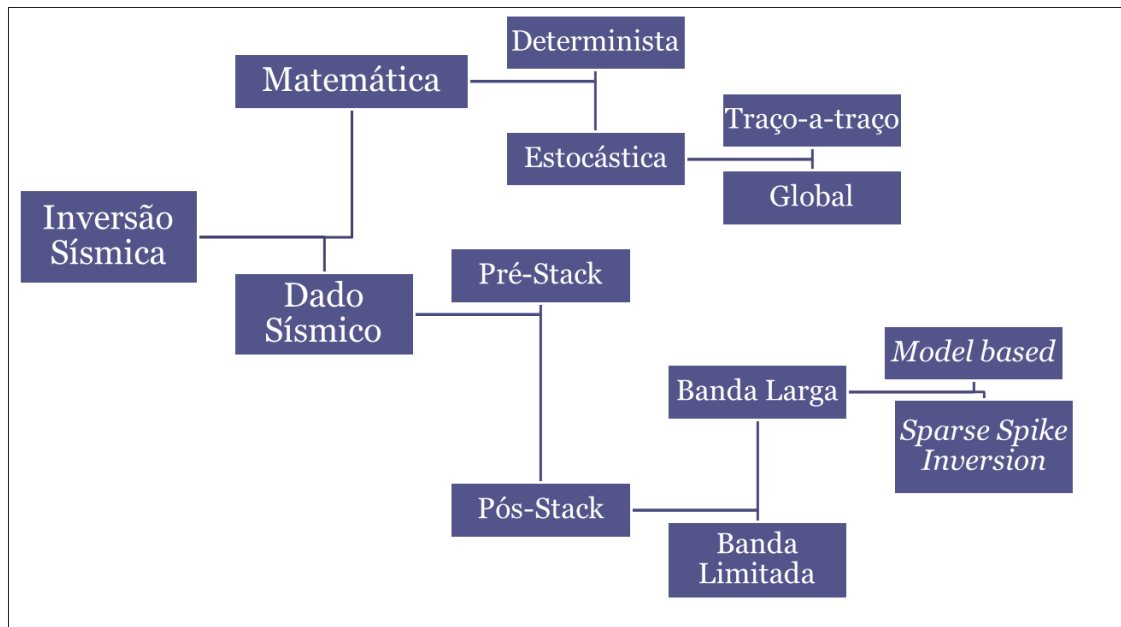 Determinista
Matemática
Traço-a-traço
Estocástica
Global
Inversão
Sísmica
Pré-Stack
Dado
Sísmico
Model based
Banda Larga
Sparse Spike
Inversion
Pós-Stack
Banda
Limitada